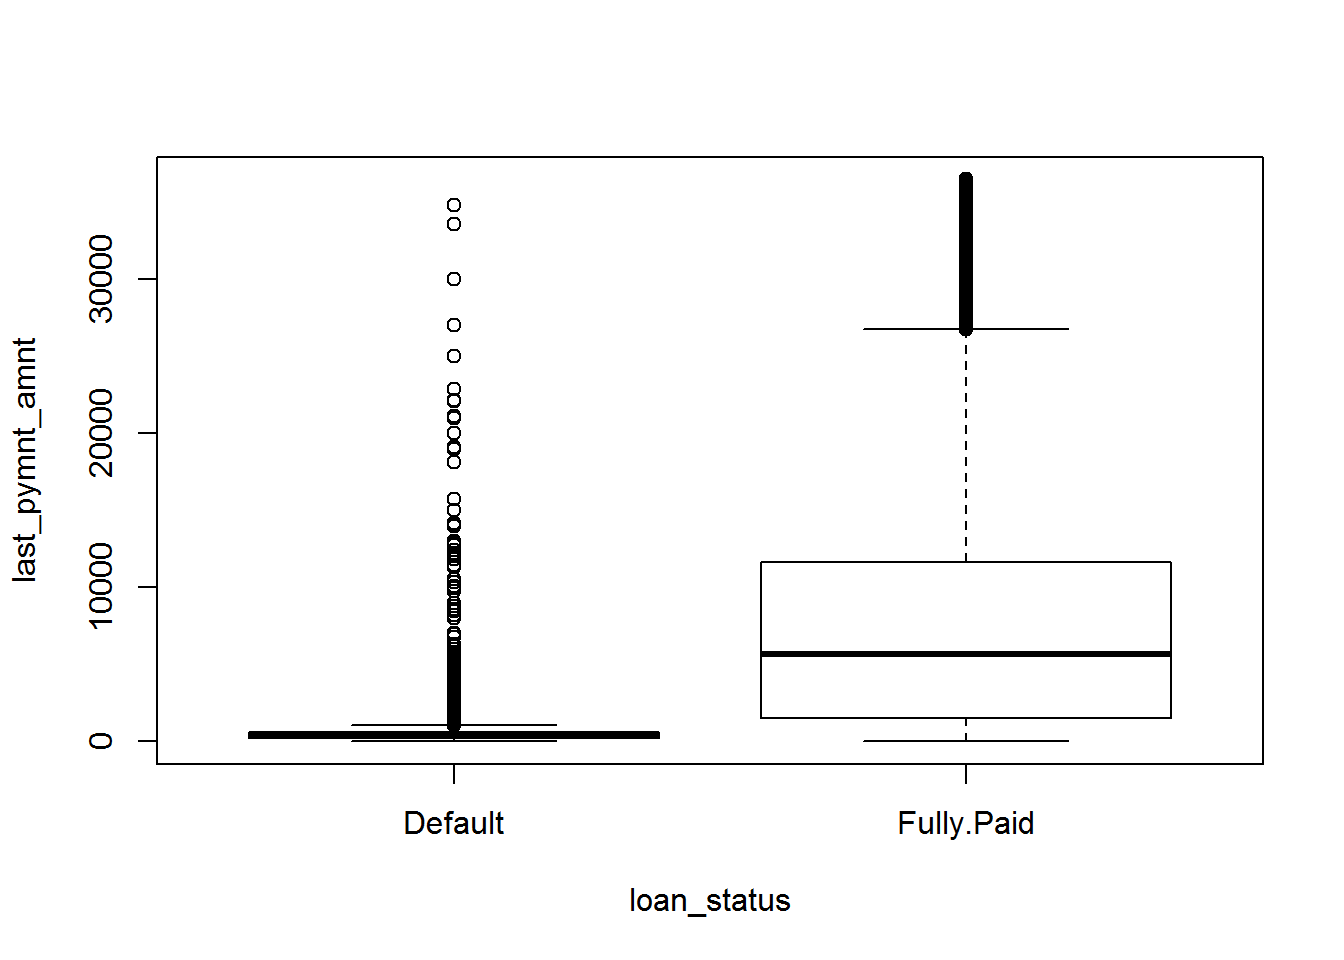 last_pymnt_amnt
30000
20000
10000
0
Default Fully.Paid
loan_status